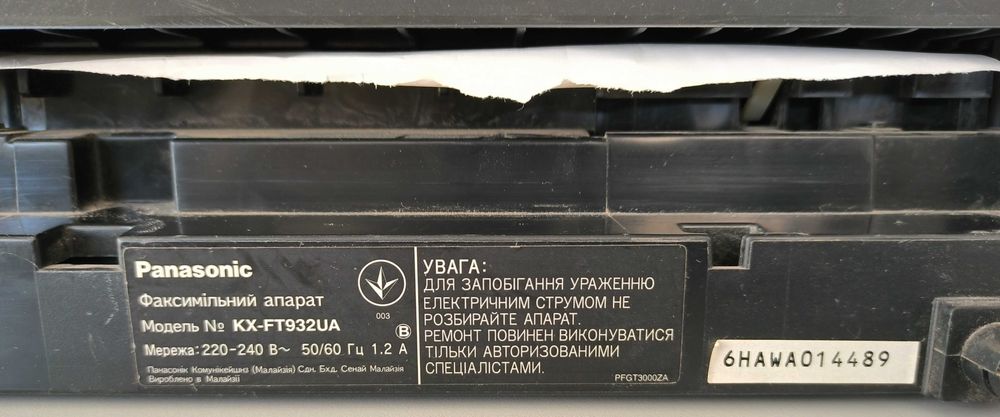 Panasonic
Факсимільний апарат
Модель № KX-FT932UA
Мережа: 220-240 В~ 50/60 Гц 1.2 А
Панасонік Комунікейшнз (Малайзія) Сдн. Бхд. Сенай Малайзія
Вироблено в Малайзії
003
B
УВАГА:
ДЛЯ ЗАПОБІГАННЯ УРАЖЕННЮ
ЕЛЕКТРИЧНИМ СТРУМОМ НЕ
РОЗБИРАЙТЕ АПАРАТ.
РЕМОНТ ПОВИНЕН ВИКОНУВАТИСЯ
ТІЛЬКИ АВТОРИЗОВАНИМИ
СПЕЦІАЛІСТАМИ.
PFGT3000ZA
6HAWA014489